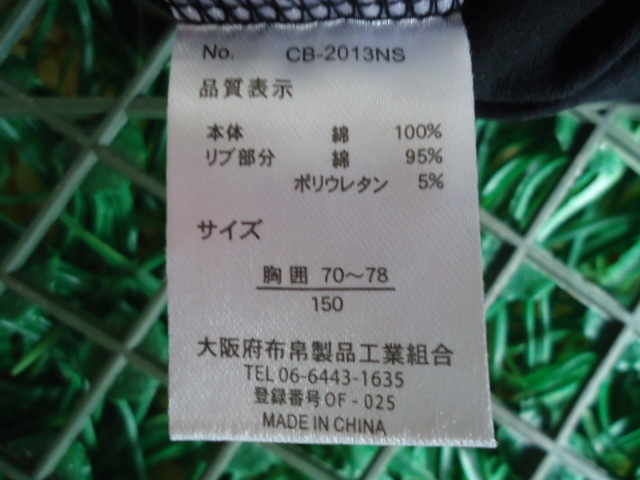 No. CB-2013NS
品質表示
本体 綿 100%
リブ部分 綿 95%
ポリウレタン 5%
サイズ
胸囲 70〜78
150
大阪府布帛製品工業組合
TEL 06-6443-1635
登録番号OF-025
MADE IN CHINA